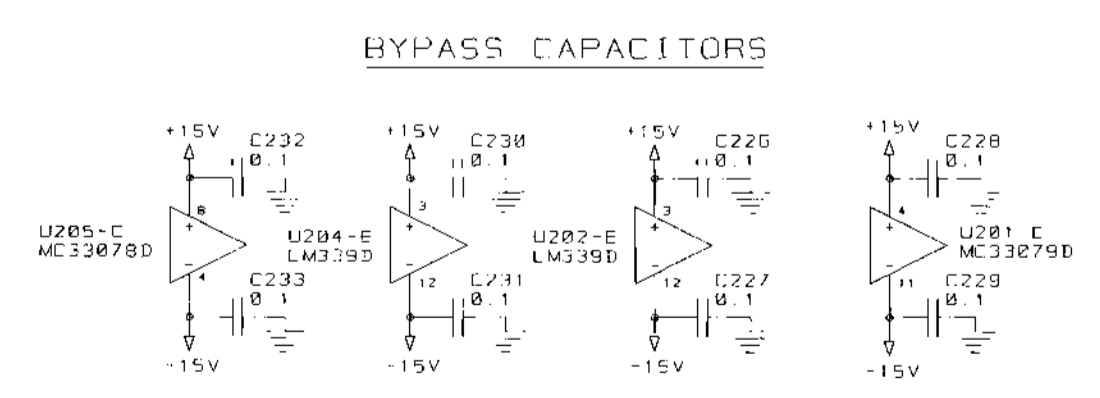 BYPASS CAPACITORS
+15V
C232
0.1
8
+
U205-C
MC33078D
-
4
C233
0.1
-15V
+15V
C230
0.1
3
+
U204-E
LM339D
-
12
C231
0.1
-15V
+15V
C226
0.1
3
+
U202-E
LM339D
-
12
C227
0.1
-15V
+15V
C228
0.1
4
+
U201-C
MC33079D
-
11
C229
0.1
-15V